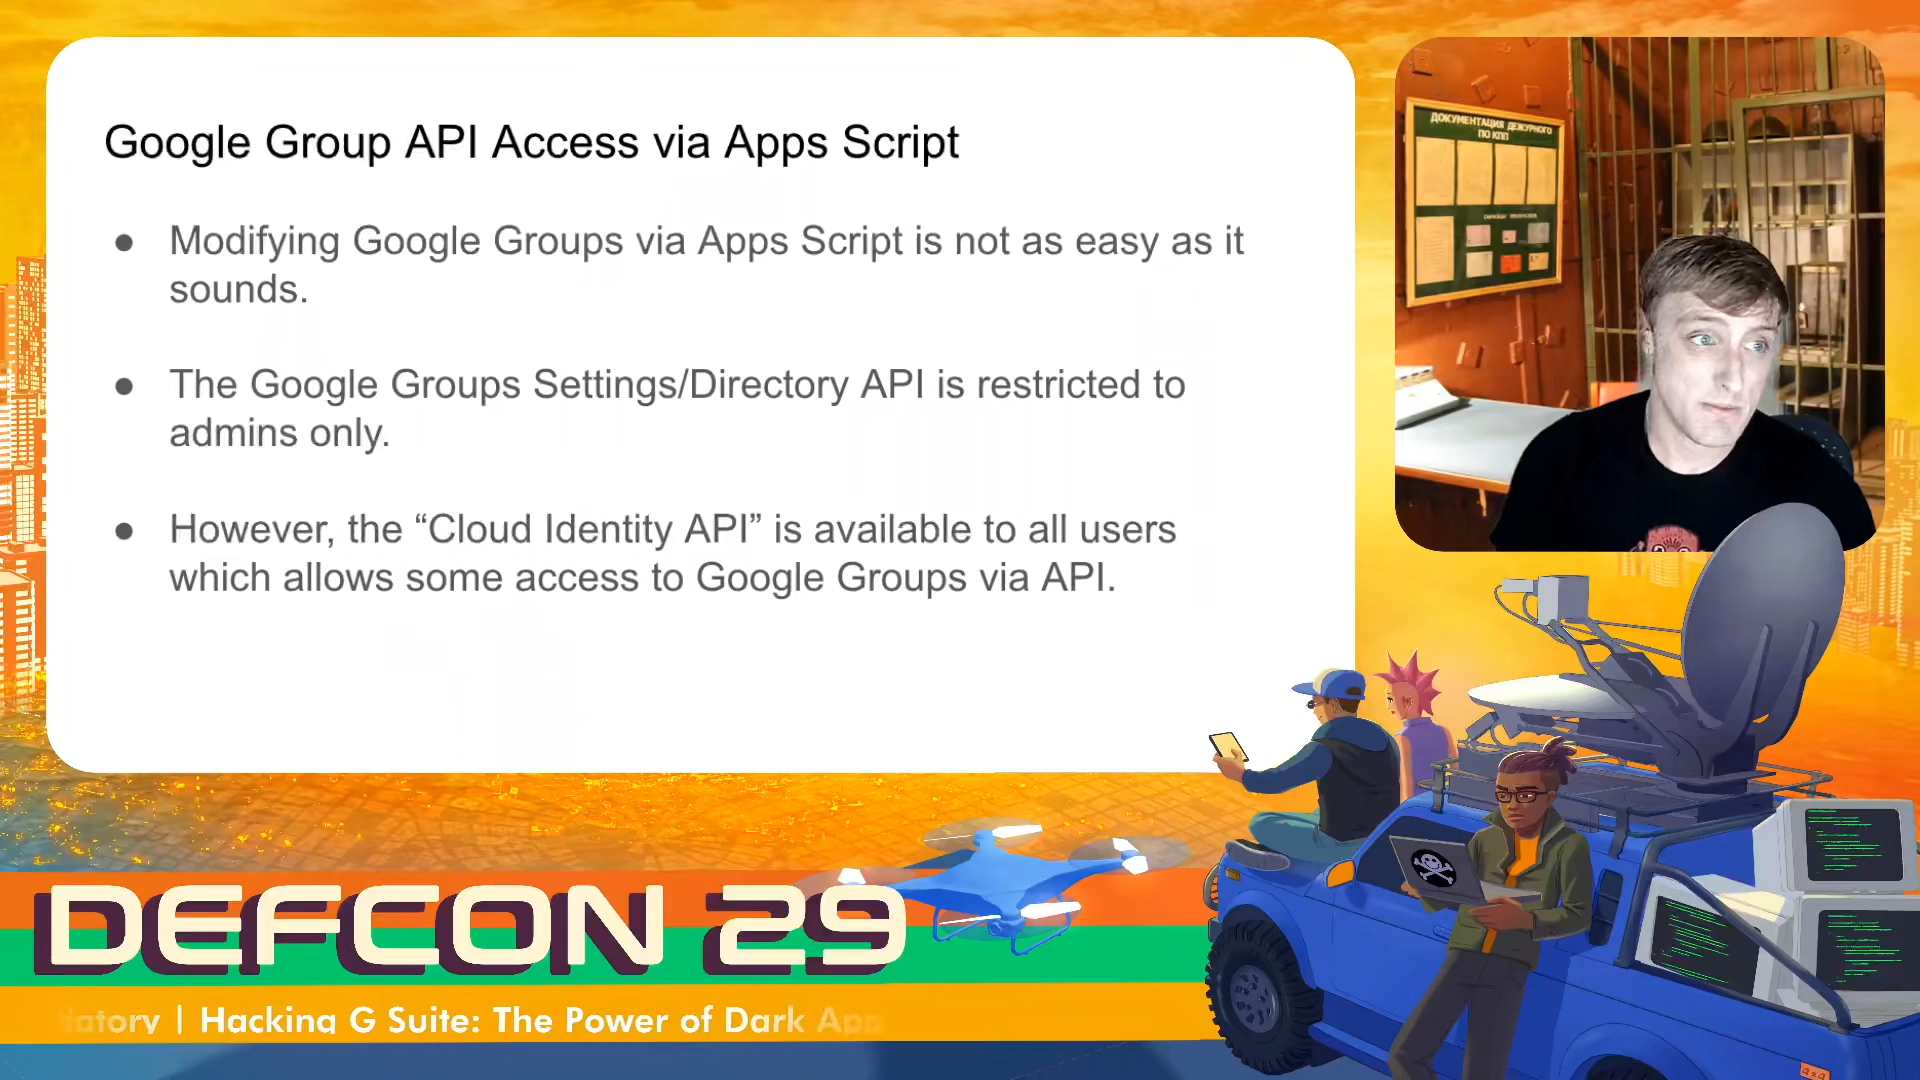 Google Group API Access via Apps Script
● Modifying Google Groups via Apps Script is not as easy as it
sounds.
● The Google Groups Settings/Directory API is restricted to
admins only.
● However, the “Cloud Identity API” is available to all users
which allows some access to Google Groups via API.
ДОКУМЕНТАЦИЯ ДЕЖУРНОГО
ПО КПП
DEFCON 29
iatory | Hacking G Suite: The Power of Dark App
4x4